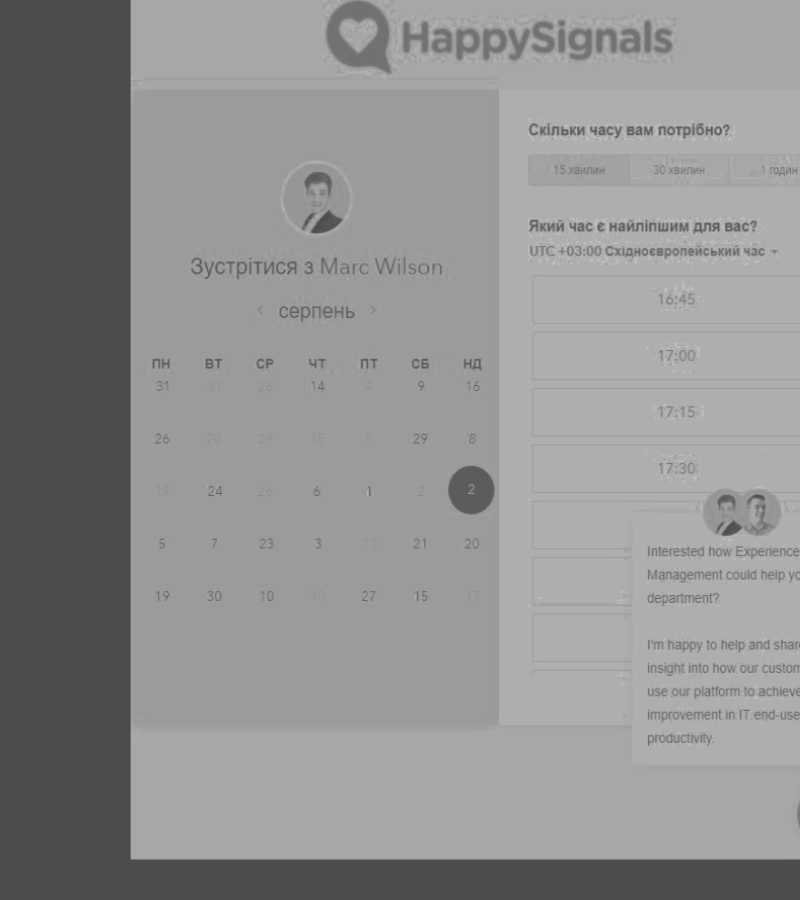 HappySignals
Скільки часу вам потрібно?
15 хвилин 30 хвилин 1 годин
Який час є найліпшим для вас?
UTC +03:00 Східноєвропейський час
Зустрітися з Marc Wilson
серпень
ПН ВТ СР ЧТ ПТ СБ НД
31 31 26 14 4 9 16
26 20 29 15 5 29 8
19 24 26 6 1 2 2
5 7 23 3 10 21 20
19 30 10 10 27 15 17
16:45
17:00
17:15
17:30
Interested how Experience
Management could help yo
department?
I'm happy to help and shar
insight into how our custom
use our platform to achieve
improvement in IT end-use
productivity.